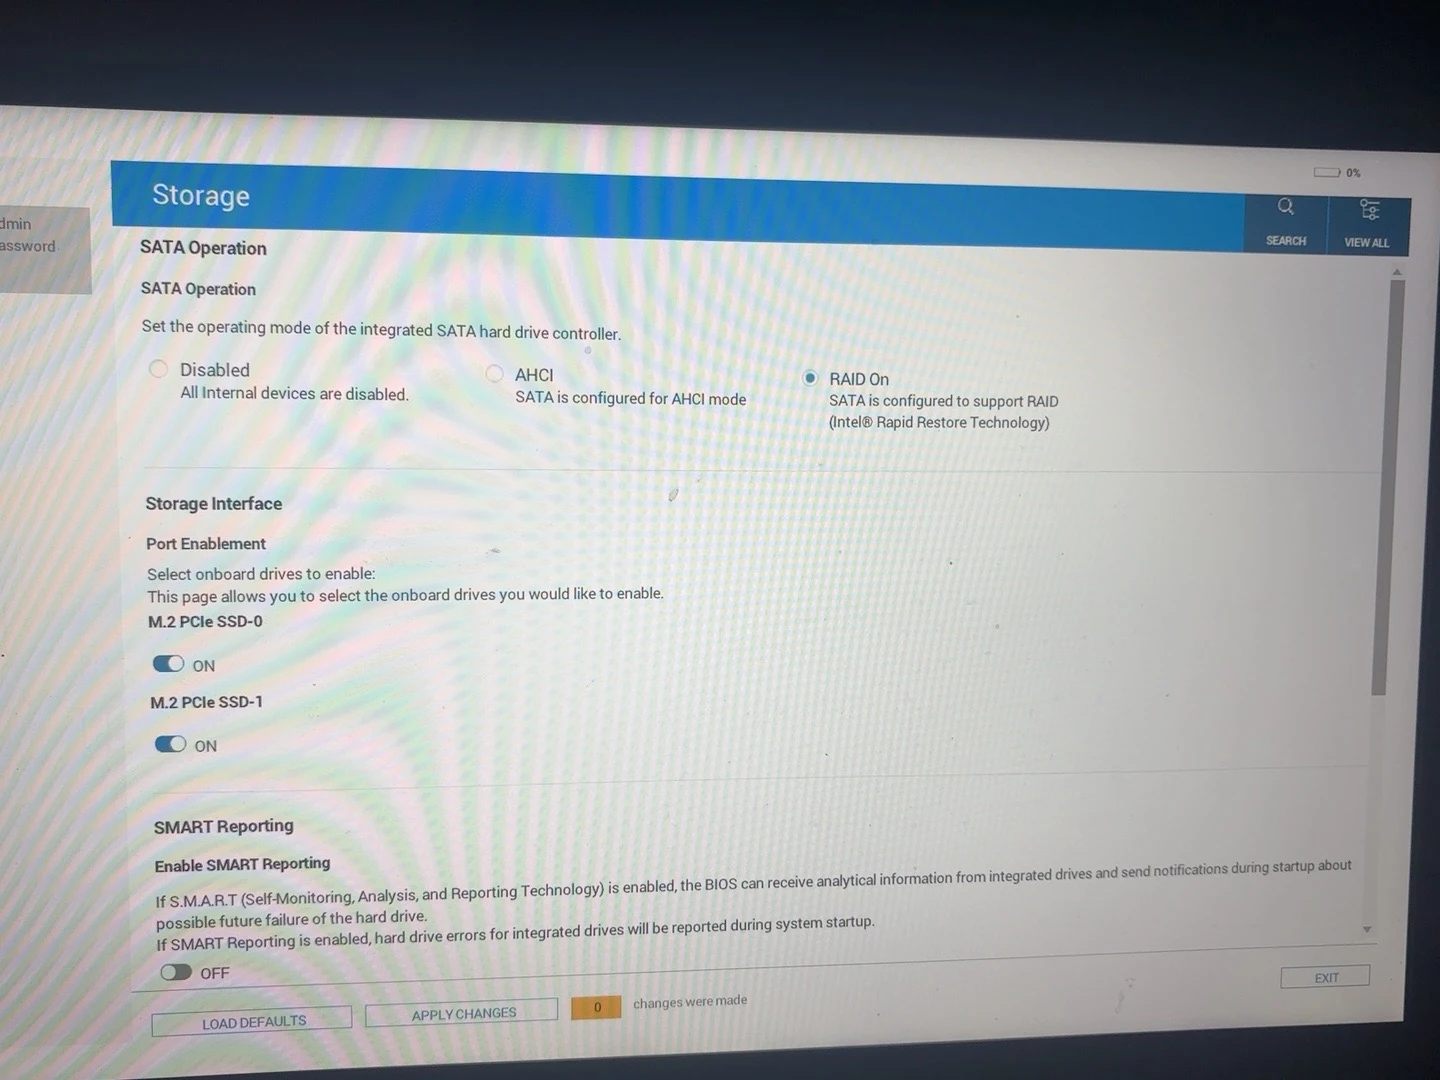 0%
Storage
SEARCH
VIEW ALL
dmin
assword
SATA Operation
SATA Operation
Set the operating mode of the integrated SATA hard drive controller.
Disabled
All Internal devices are disabled.
AHCI
SATA is configured for AHCI mode
RAID On
SATA is configured to support RAID
(Intel® Rapid Restore Technology)
Storage Interface
Port Enablement
Select onboard drives to enable:
This page allows you to select the onboard drives you would like to enable.
M.2 PCIe SSD-0
ON
M.2 PCIe SSD-1
ON
SMART Reporting
Enable SMART Reporting
If S.M.A.R.T (Self-Monitoring, Analysis, and Reporting Technology) is enabled, the BIOS can receive analytical information from integrated drives and send notifications during startup about
possible future failure of the hard drive.
If SMART Reporting is enabled, hard drive errors for integrated drives will be reported during system startup.
OFF
LOAD DEFAULTS
APPLY CHANGES
0
changes were made
EXIT